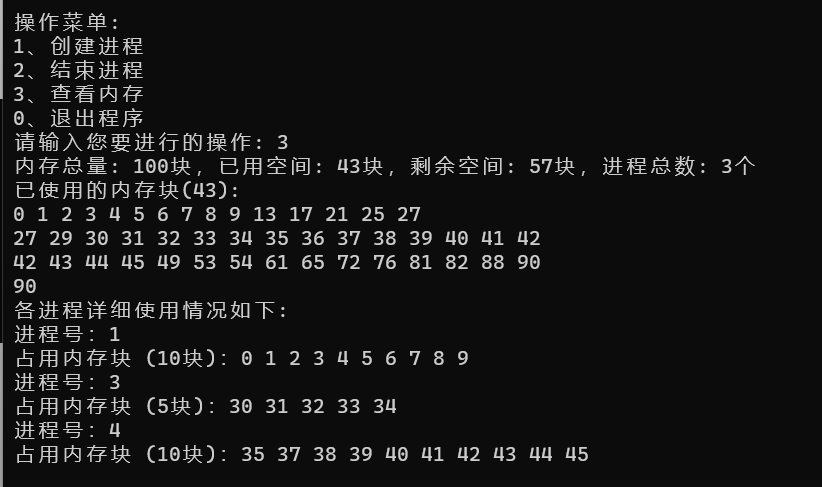 操作菜单:
1、创建进程
2、结束进程
3、查看内存
0、退出程序
请输入您要进行的操作: 3
内存总量: 100块, 已用空间: 43块, 剩余空间: 57块, 进程总数: 3个
已使用的内存块(43):
0 1 2 3 4 5 6 7 8 9 13 17 21 25 27
27 29 30 31 32 33 34 35 36 37 38 39 40 41 42
42 43 44 45 49 53 54 61 65 72 76 81 82 88 90
90
各进程详细使用情况如下:
进程号: 1
占用内存块 (10块): 0 1 2 3 4 5 6 7 8 9
进程号: 3
占用内存块 (5块): 30 31 32 33 34
进程号: 4
占用内存块 (10块): 35 37 38 39 40 41 42 43 44 45